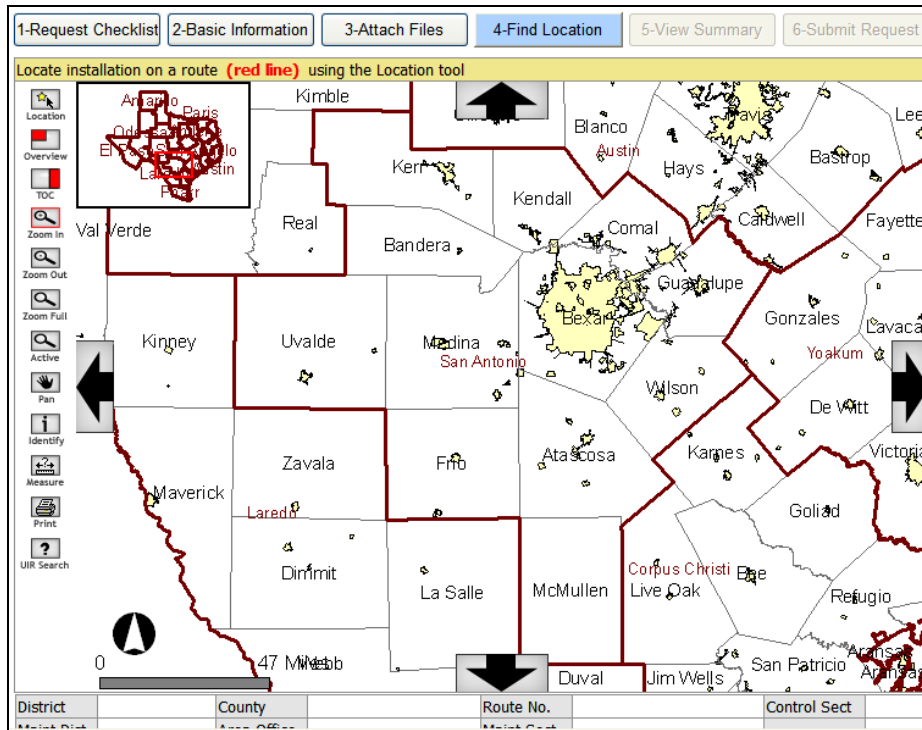 1-Request Checklist 2-Basic Information 3-Attach Files 4-Find Location 5-View Summary 6-Submit Request
Locate installation on a route (red line) using the Location tool
Location
Overview
TOC
Zoom In
Zoom Out
Zoom Full
Active
Pan
Identify
Measure
Print
UIR Search
Amarillo
Paris
Austin
Pharr
Kimble
Blanco
Austin
Hays
Bastrop
Lee
Travis
Kerr
Kendall
Comal
Caldwell
Fayette
Val Verde
Real
Bandera
Guadalupe
Gonzales
Lavaca
Kinney
Uvalde
Medina
Bexar
San Antonio
Yoakum
Wilson
De Witt
Zavala
Frio
Atascosa
Karnes
Victoria
Maverick
Laredo
Goliad
Dimmit
La Salle
McMullen
Corpus Christi
Live Oak
Bee
Refugio
Aransas
Aransas
0 47 Miles
Webb
Duval
Jim Wells
San Patricio
District County Route No. Control Sect